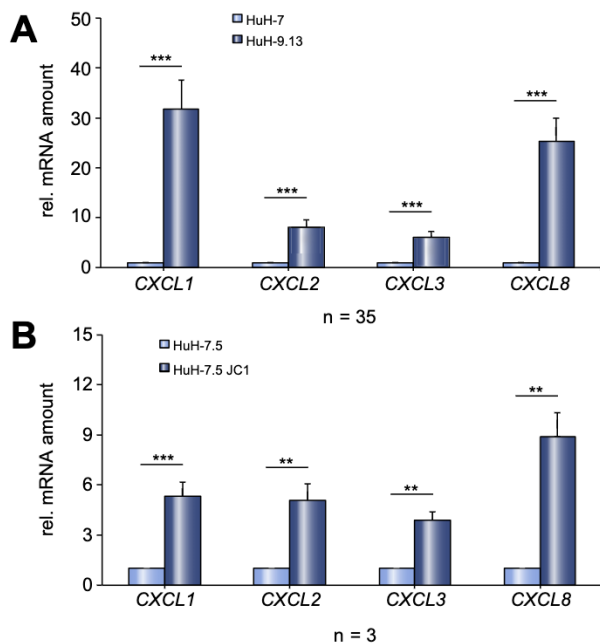 A
rel. mRNA amount
50
40
30
20
10
0
HuH-7
HuH-9.13
***
***
***
***
CXCL1
CXCL2
CXCL3
CXCL8
n = 35
B
rel. mRNA amount
15
12
9
6
3
0
HuH-7.5
HuH-7.5 JC1
***
**
**
**
CXCL1
CXCL2
CXCL3
CXCL8
n = 3